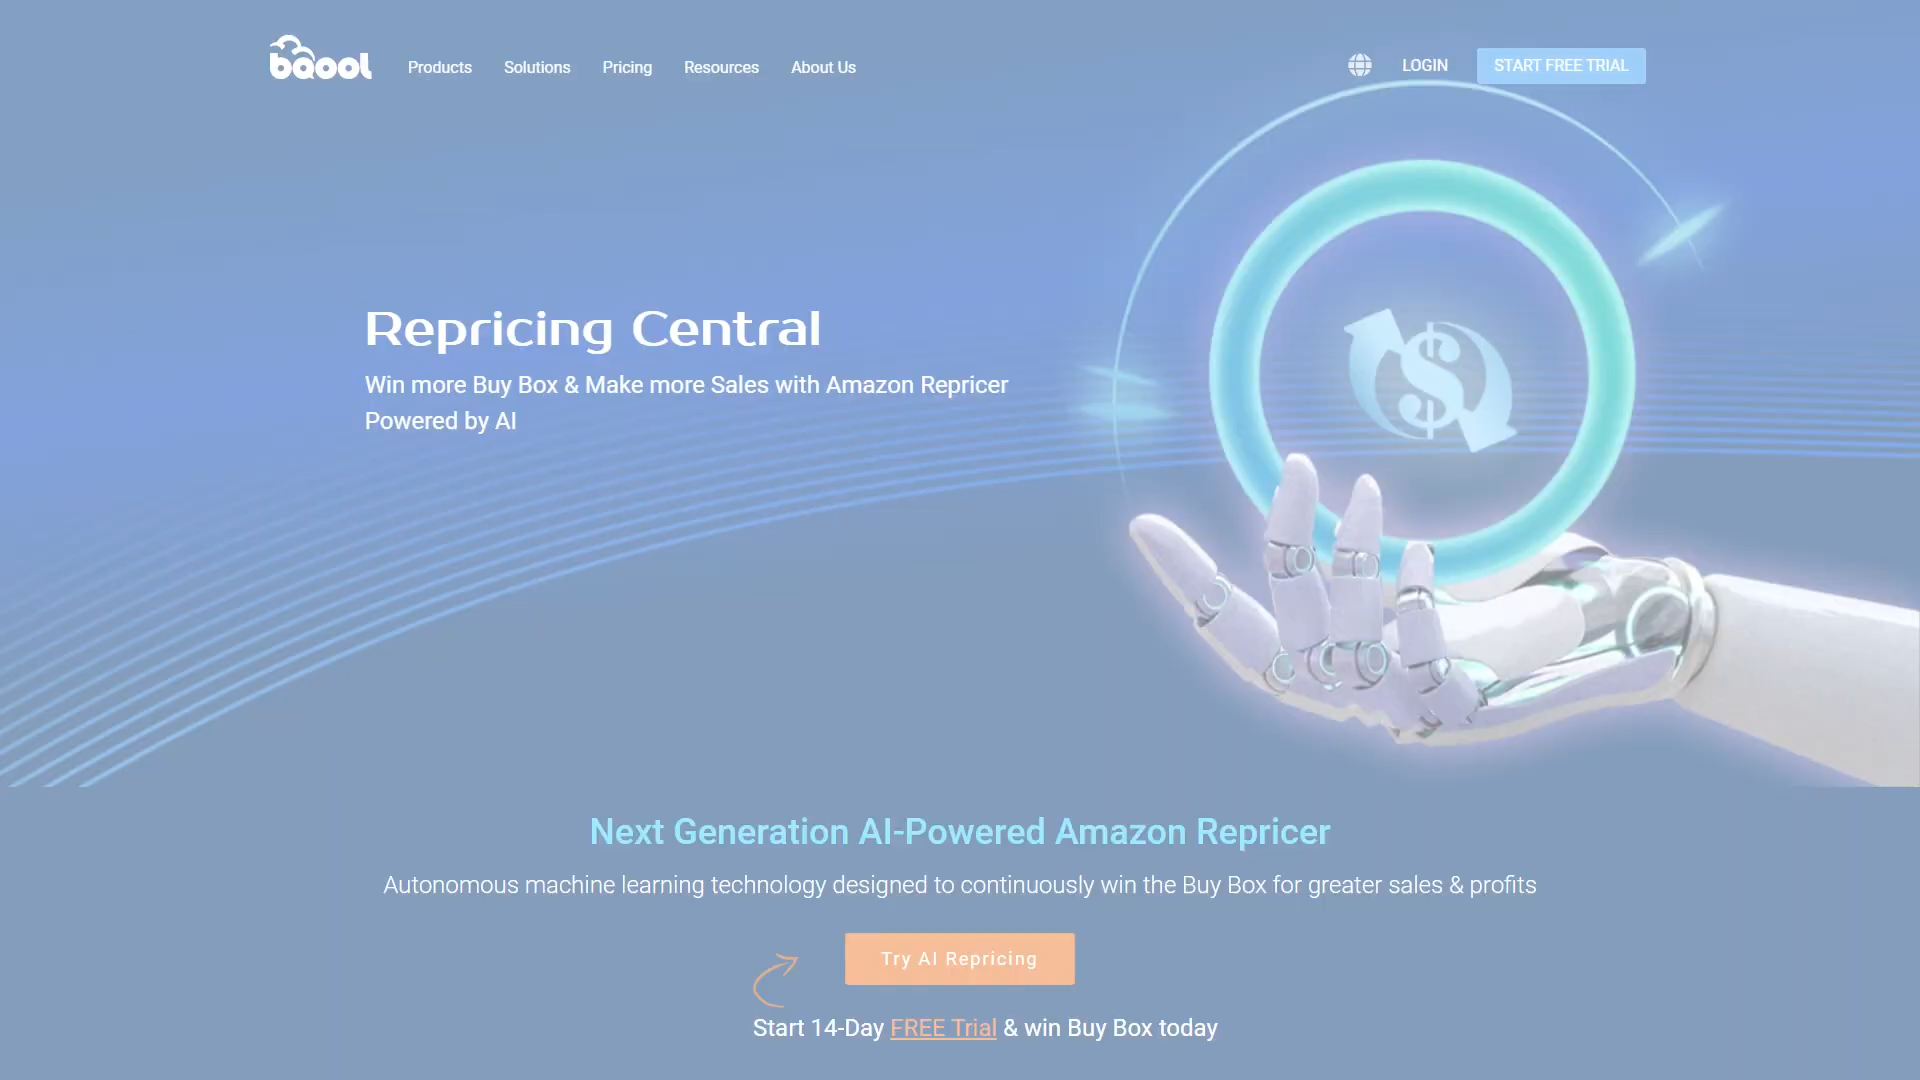 bqool
Products
Solutions
Pricing
Resources
About Us
LOGIN
START FREE TRIAL
Repricing Central
Win more Buy Box & Make more Sales with Amazon Repricer
Powered by AI
$
Next Generation AI-Powered Amazon Repricer
Autonomous machine learning technology designed to continuously win the Buy Box for greater sales & profits
Try AI Repricing
Start 14-Day FREE Trial & win Buy Box today